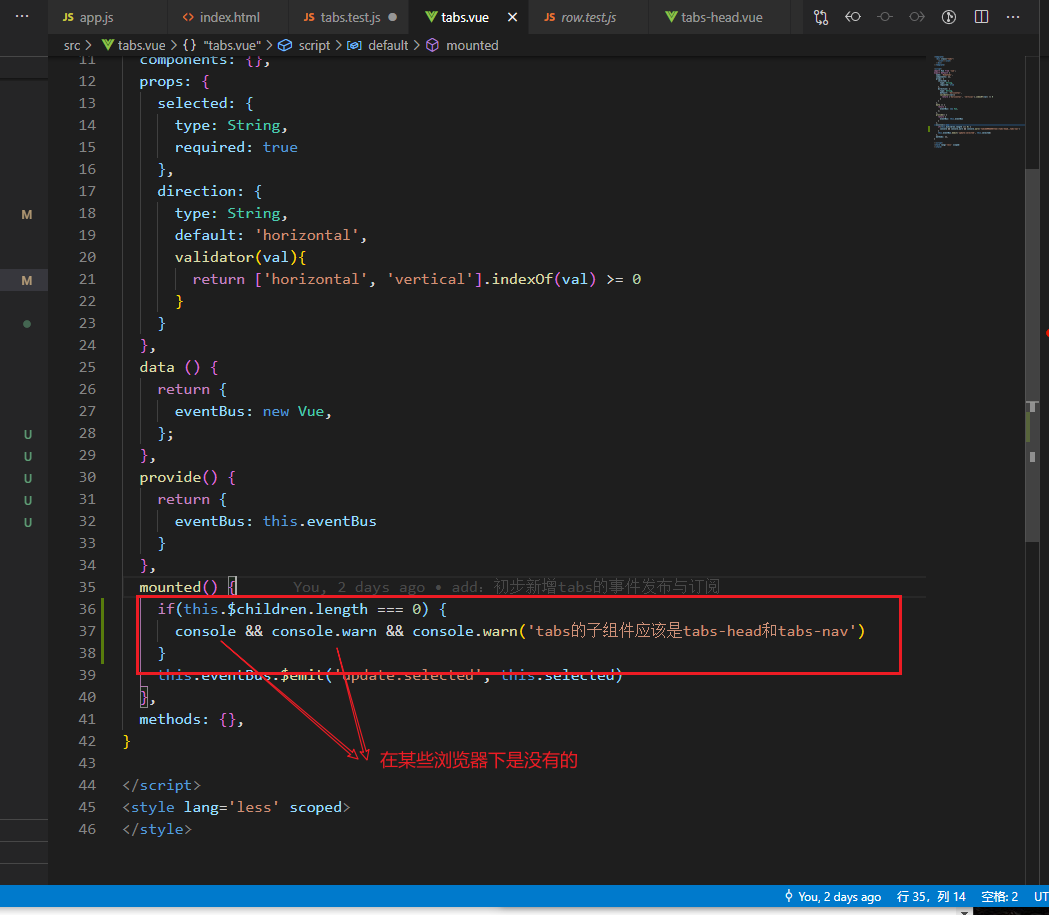 app.js index.html tabs.test.js tabs.vue row.test.js tabs-head.vue
src > tabs.vue > {} "tabs.vue" > script > default > mounted
11 components: {},
12 props: {
13 selected: {
14 type: String,
15 required: true
16 },
17 direction: {
18 type: String,
19 default: 'horizontal',
20 validator(val){
21 return ['horizontal', 'vertical'].indexOf(val) >= 0
22 }
23 }
24 },
25 data () {
26 return {
27 eventBus: new Vue,
28 };
29 },
30 provide() {
31 return {
32 eventBus: this.eventBus
33 }
34 },
35 mounted() { You, 2 days ago • add: 初步新增tabs的事件发布与订阅
36 if(this.$children.length === 0) {
37 console && console.warn && console.warn('tabs的子组件应该是tabs-head和tabs-nav')
38 }
39 this.eventBus.$emit('update:selected', this.selected)
40 },
41 methods: {},
42 }
43
在某些浏览器下是没有的
44 </script>
45 <style lang='less' scoped>
46 </style>
M
M
U
U
U
U
U
You, 2 days ago 行 35，列 14 空格: 2 UT